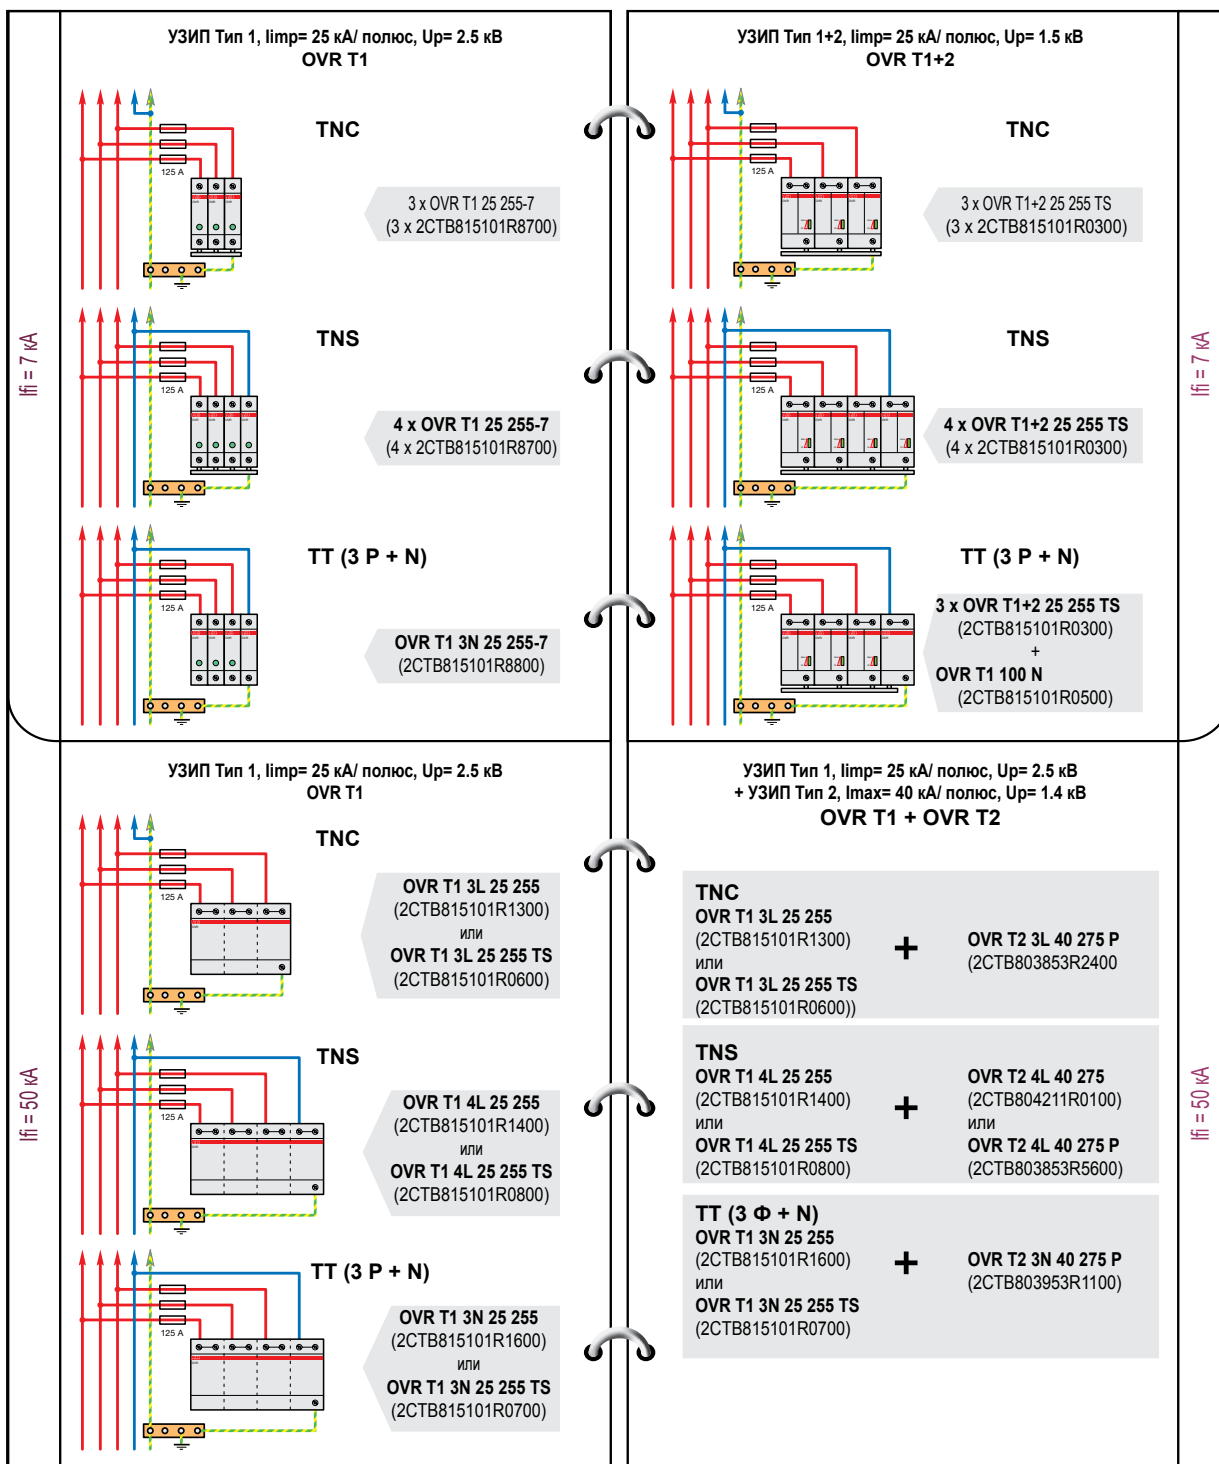 УЗИП Тип 1, Iimp= 25 кА/ полюс, Up= 2.5 кВ
OVR T1
TNC
125 A
3 x OVR T1 25 255-7
(3 x 2CTB815101R8700)
TNS
125 A
4 x OVR T1 25 255-7
(4 x 2CTB815101R8700)
TT (3 P + N)
125 A
OVR T1 3N 25 255-7
(2CTB815101R8800)
Ifi = 7 кА
УЗИП Тип 1+2, Iimp= 25 кА/ полюс, Up= 1.5 кВ
OVR T1+2
TNC
125 A
3 x OVR T1+2 25 255 TS
(3 x 2CTB815101R0300)
TNS
125 A
4 x OVR T1+2 25 255 TS
(4 x 2CTB815101R0300)
TT (3 P + N)
125 A
3 x OVR T1+2 25 255 TS
(2CTB815101R0300)
+
OVR T1 100 N
(2CTB815101R0500)
Ifi = 7 кА
УЗИП Тип 1, Iimp= 25 кА/ полюс, Up= 2.5 кВ
OVR T1
TNC
125 A
OVR T1 3L 25 255
(2CTB815101R1300)
или
OVR T1 3L 25 255 TS
(2CTB815101R0600)
TNS
125 A
OVR T1 4L 25 255
(2CTB815101R1400)
или
OVR T1 4L 25 255 TS
(2CTB815101R0800)
TT (3 P + N)
125 A
OVR T1 3N 25 255
(2CTB815101R1600)
или
OVR T1 3N 25 255 TS
(2CTB815101R0700)
Ifi = 50 кА
УЗИП Тип 1, Iimp= 25 кА/ полюс, Up= 2.5 кВ
+ УЗИП Тип 2, Imax= 40 кА/ полюс, Up= 1.4 кВ
OVR T1 + OVR T2
TNC
OVR T1 3L 25 255
(2CTB815101R1300)
или
OVR T1 3L 25 255 TS
(2CTB815101R0600))
+
OVR T2 3L 40 275 P
(2CTB803853R2400
TNS
OVR T1 4L 25 255
(2CTB815101R1400)
или
OVR T1 4L 25 255 TS
(2CTB815101R0800)
+
OVR T2 4L 40 275
(2CTB804211R0100)
или
OVR T2 4L 40 275 P
(2CTB803853R5600)
TT (3 Ф + N)
OVR T1 3N 25 255
(2CTB815101R1600)
или
OVR T1 3N 25 255 TS
(2CTB815101R0700)
+
OVR T2 3N 40 275 P
(2CTB803953R1100)
Ifi = 50 кА